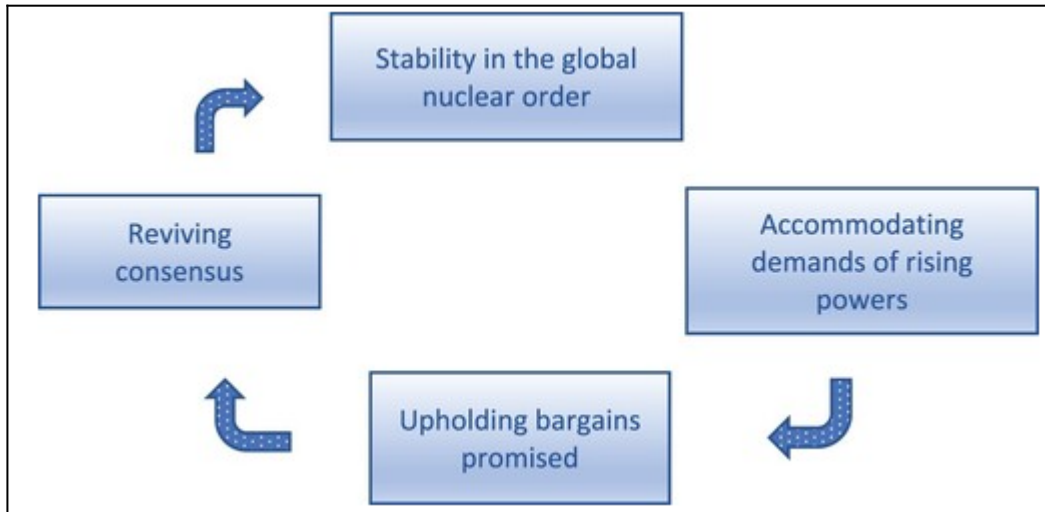 Stability in the global
nuclear order
Accommodating
demands of rising
powers
Upholding bargains
promised
Reviving
consensus